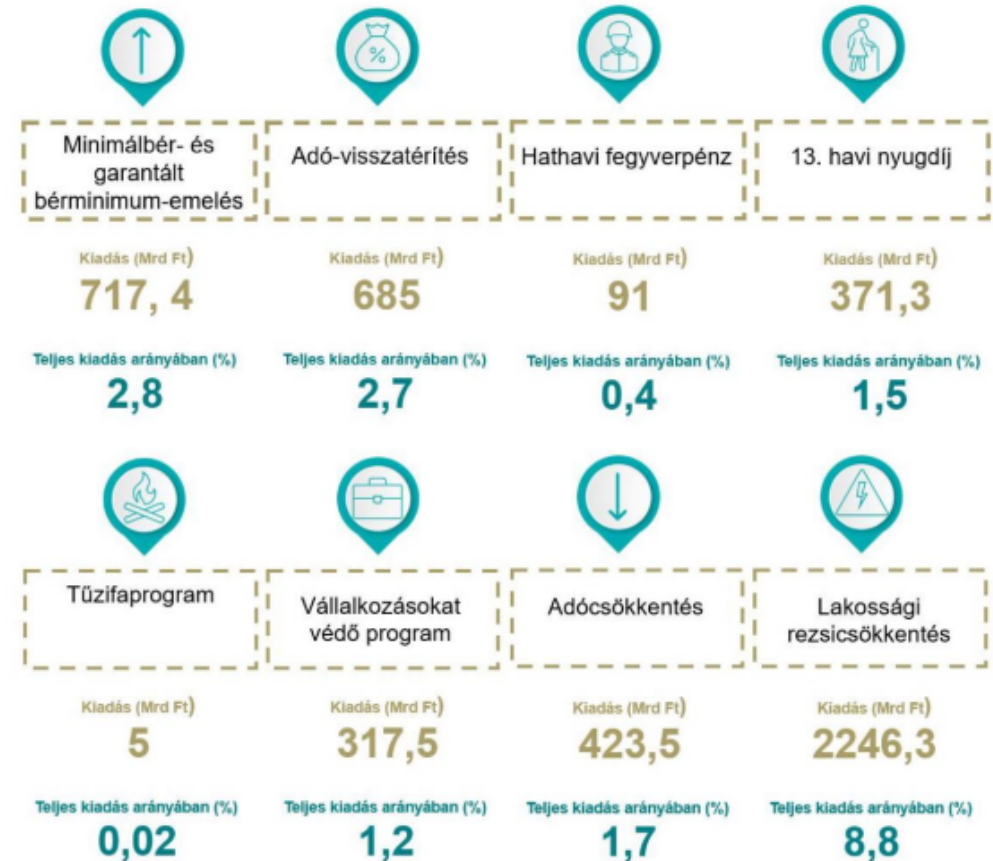 %
Minimálbér- és
garantált
bérminimum-emelés
Adó-visszatérítés
Hathavi fegyverpénz
13. havi nyugdíj
Kiadás (Mrd Ft)
717, 4
Kiadás (Mrd Ft)
685
Kiadás (Mrd Ft)
91
Kiadás (Mrd Ft)
371,3
Teljes kiadás arányában (%)
2,8
Teljes kiadás arányában (%)
2,7
Teljes kiadás arányában (%)
0,4
Teljes kiadás arányában (%)
1,5
Tűzifaprogram
Vállalkozásokat
védő program
Adócsökkentés
Lakossági
rezsicsökkentés
Kiadás (Mrd Ft)
5
Kiadás (Mrd Ft)
317,5
Kiadás (Mrd Ft)
423,5
Kiadás (Mrd Ft)
2246,3
Teljes kiadás arányában (%)
0,02
Teljes kiadás arányában (%)
1,2
Teljes kiadás arányában (%)
1,7
Teljes kiadás arányában (%)
8,8